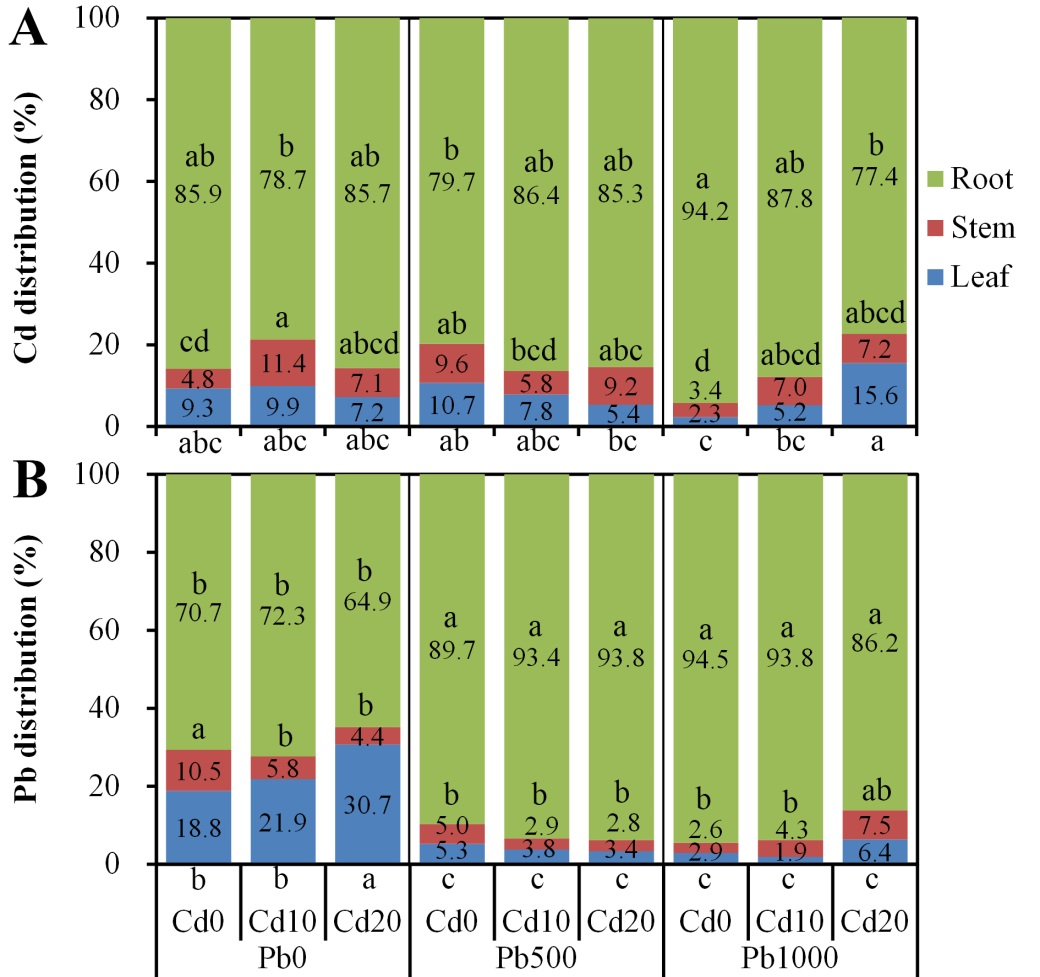 A
Cd distribution (%)
100
80
60
40
20
0
ab b ab b ab ab a ab b
85.9 78.7 85.7 79.7 86.4 85.3 94.2 87.8 77.4
cd a abcd ab bcd abc d abcd abcd
4.8 11.4 7.1 9.6 5.8 9.2 3.4 7.0 7.2
9.3 9.9 7.2 10.7 7.8 5.4 2.3 5.2 15.6
abc abc abc ab abc bc c bc a
Root
Stem
Leaf
B
Pb distribution (%)
100
80
60
40
20
0
b b b a a a a a a
70.7 72.3 64.9 89.7 93.4 93.8 94.5 93.8 86.2
a b b b b b b b ab
10.5 5.8 4.4 5.0 2.9 2.8 2.6 4.3 7.5
18.8 21.9 30.7 5.3 3.8 3.4 2.9 1.9 6.4
b b a c c c c c c
Cd0 Cd10 Cd20 Cd0 Cd10 Cd20 Cd0 Cd10 Cd20
Pb0 Pb500 Pb1000